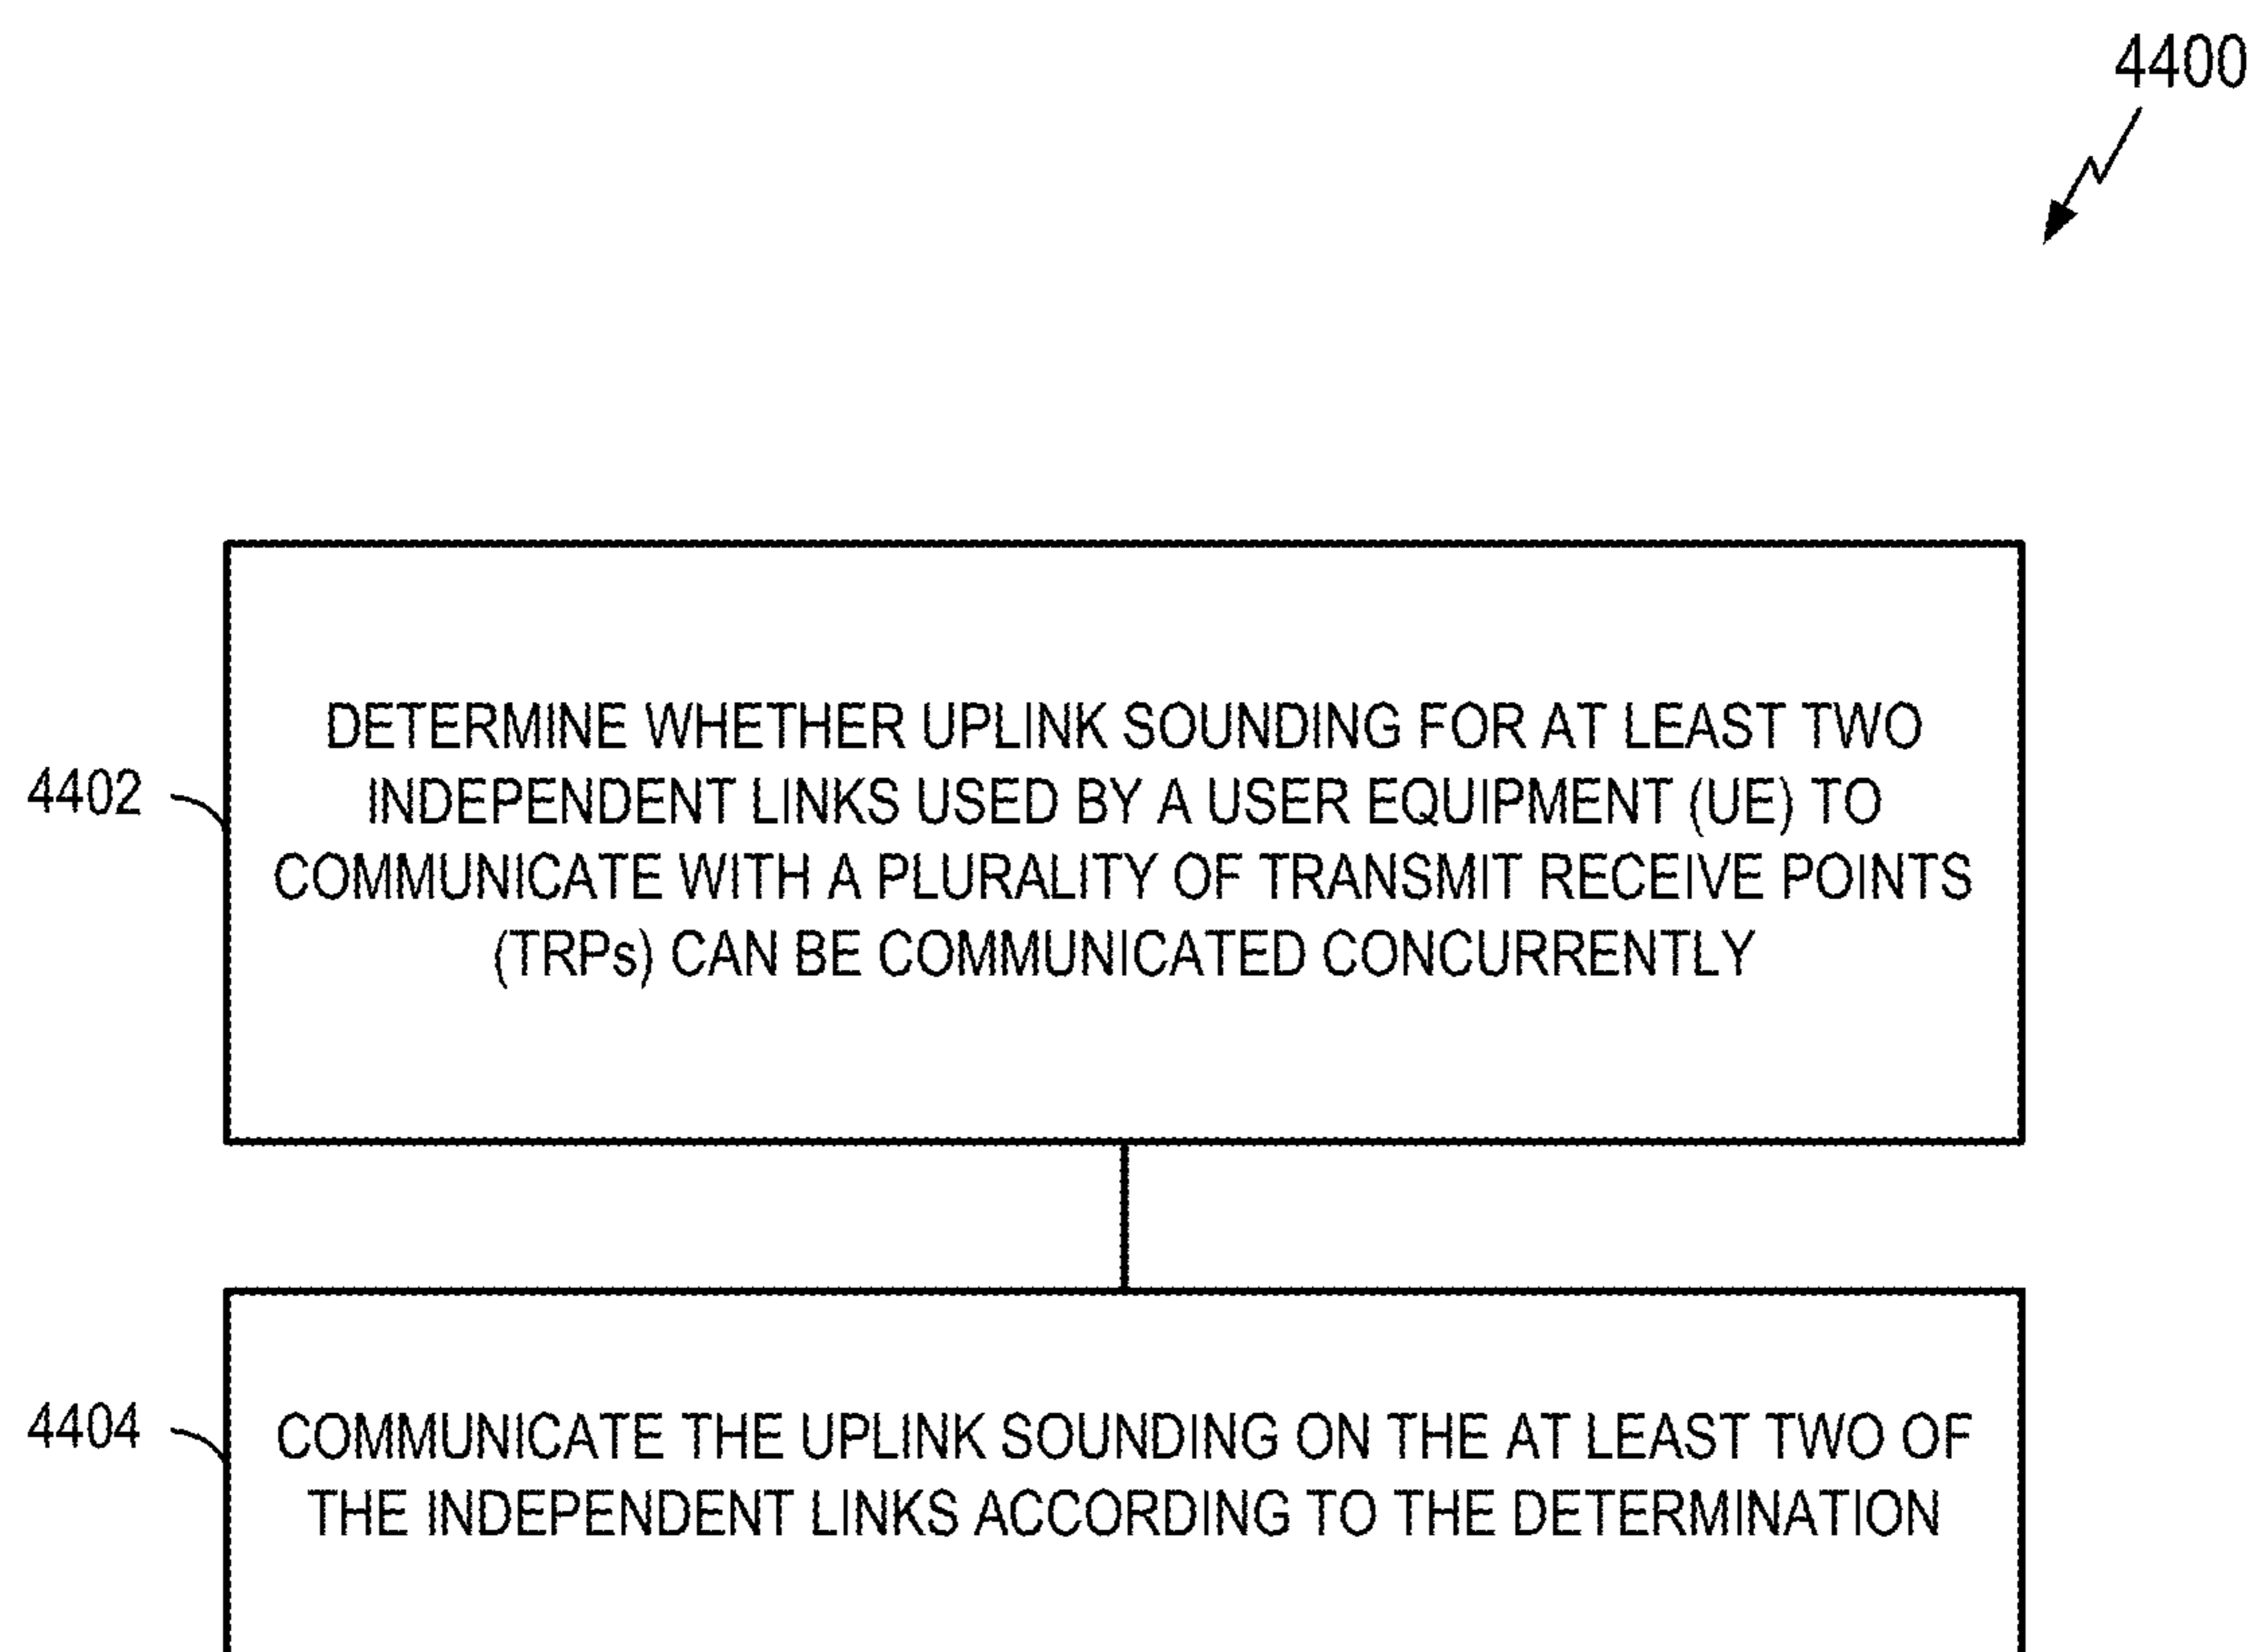 4400
4402
DETERMINE WHETHER UPLINK SOUNDING FOR AT LEAST TWO
INDEPENDENT LINKS USED BY A USER EQUIPMENT (UE) TO
COMMUNICATE WITH A PLURALITY OF TRANSMIT RECEIVE POINTS
(TRPs) CAN BE COMMUNICATED CONCURRENTLY
4404
COMMUNICATE THE UPLINK SOUNDING ON THE AT LEAST TWO OF
THE INDEPENDENT LINKS ACCORDING TO THE DETERMINATION